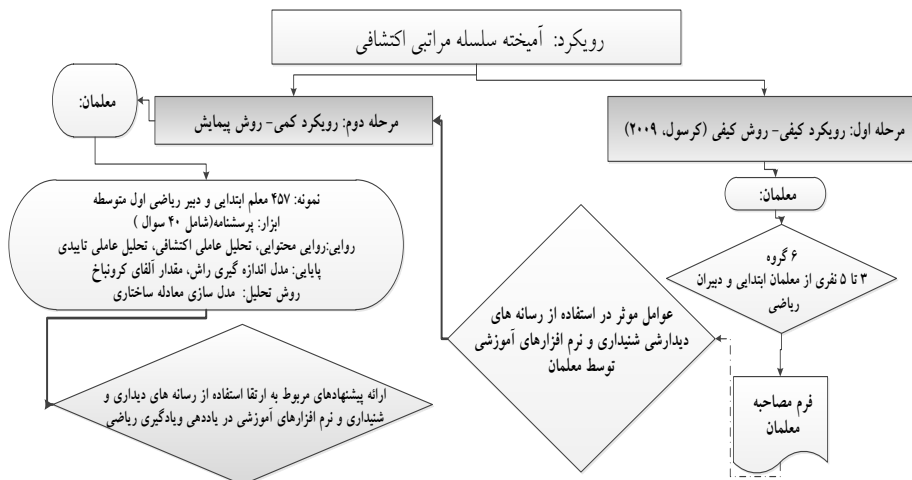 رویکرد: آمیخته سلسله مراتبی اکتشافی
مرحله اول: رویکرد کیفی- روش کیفی (کرسول، ۲۰۰۹)
معلمان:
۶ گروه
۳ تا ۵ نفری از معلمان ابتدایی و دبیران
ریاضی
فرم مصاحبه
معلمان
عوامل موثر در استفاده از رسانه های
دیدارشی شنیداری و نرم افزارهای آموزشی
توسط معلمان
مرحله دوم: رویکرد کمی- روش پیمایش
معلمان:
نمونه: ۴۵۷ معلم ابتدایی و دبیر ریاضی اول متوسطه
ابزار: پرسشنامه(شامل ۴۰ سوال )
روایی:روایی محتوایی، تحلیل عاملی اکتشافی، تحلیل عاملی تاییدی
پایایی: مدل اندازه گیری راش، مقدار آلفای کرونباخ
روش تحلیل: مدل سازی معادله ساختاری
ارائه پیشنهادهای مربوط به ارتقا استفاده از رسانه های دیداری و
شنیداری و نرم افزارهای آموزشی در یاددهی ویادگیری ریاضی